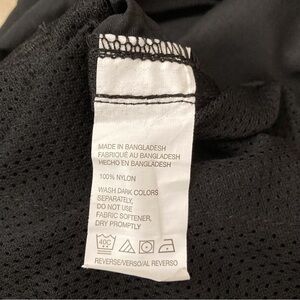 MADE IN BANGLADESH
FABRIQUÉ AU BANGLADESH
HECHO EN BANGLADESH
100% NYLON
WASH DARK COLORS
SEPARATELY,
DO NOT USE
FABRIC SOFTENER,
DRY PROMPTLY
40C
REVERSE/VERSO/AL REVERSO